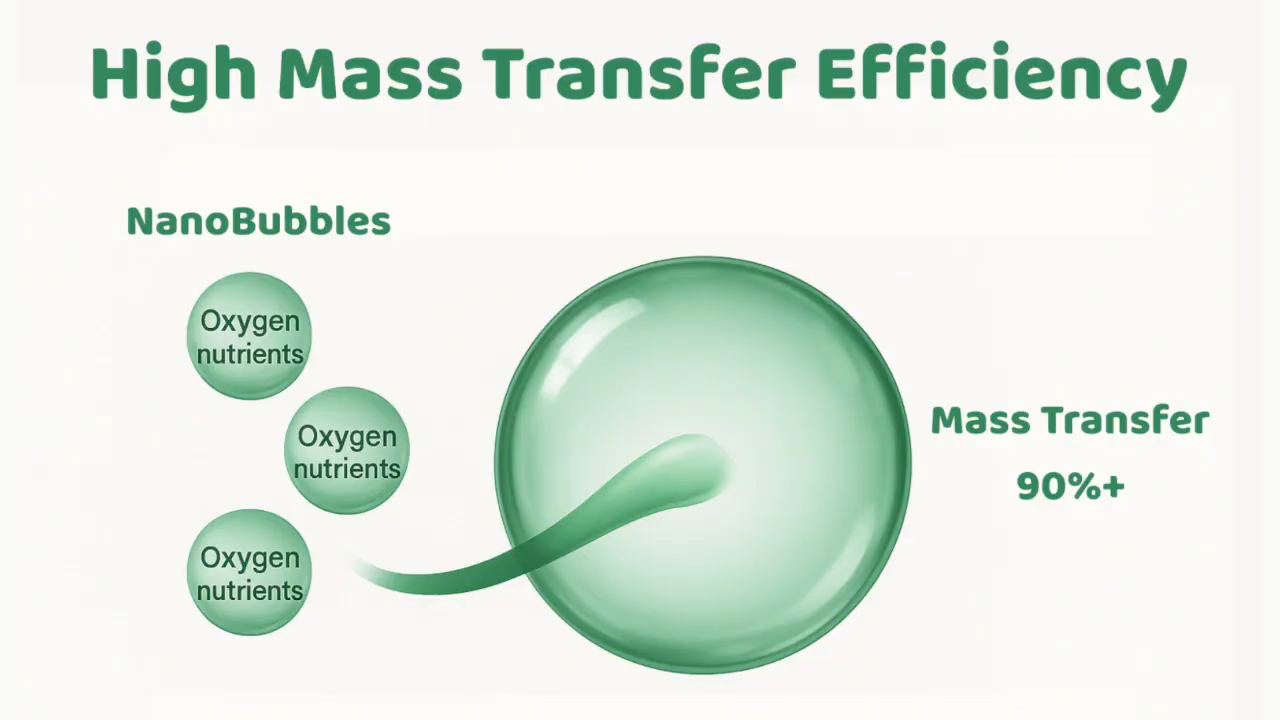 High Mass Transfer Efficiency
NanoBubbles
Oxygen
nutrients
Oxygen
nutrients
Oxygen
nutrients
Mass Transfer
90%+